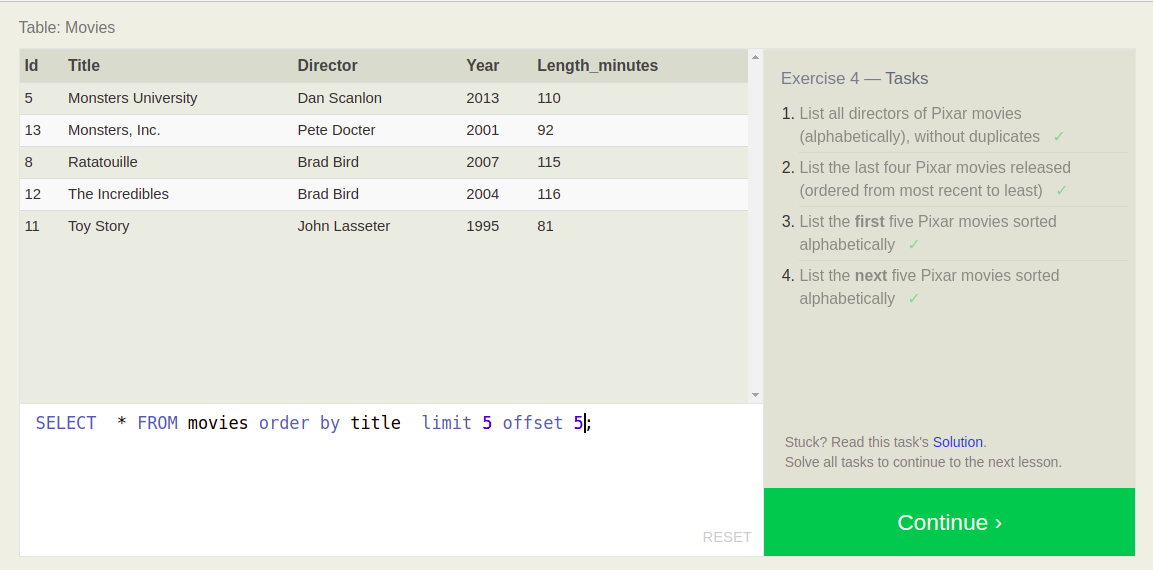 Table: Movies
Id Title Director Year Length_minutes
5 Monsters University Dan Scanlon 2013 110
13 Monsters, Inc. Pete Docter 2001 92
8 Ratatouille Brad Bird 2007 115
12 The Incredibles Brad Bird 2004 116
11 Toy Story John Lasseter 1995 81
SELECT  * FROM movies order by title  limit 5 offset 5;
RESET
Exercise 4 — Tasks
1. List all directors of Pixar movies
(alphabetically), without duplicates ✓
2. List the last four Pixar movies released
(ordered from most recent to least) ✓
3. List the first five Pixar movies sorted
alphabetically ✓
4. List the next five Pixar movies sorted
alphabetically ✓
Stuck? Read this task's Solution.
Solve all tasks to continue to the next lesson.
Continue ›